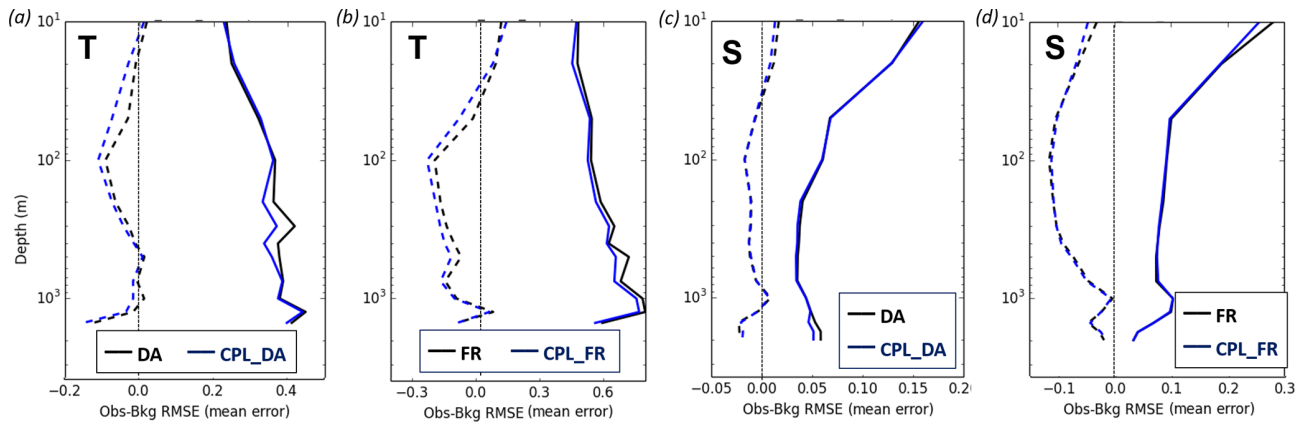 (a)
T
10¹
10²
10³
Depth (m)
DA
CPL_DA
−0.2
0.0
0.2
0.4
Obs-Bkg RMSE (mean error)
(b)
T
10¹
10²
10³
FR
CPL_FR
−0.3
0.0
0.3
0.6
Obs-Bkg RMSE (mean error)
(c)
S
10¹
10²
10³
DA
CPL_DA
−0.05
0.00
0.05
0.10
0.15
0.2
Obs-Bkg RMSE (mean error)
(d)
S
10¹
10²
10³
FR
CPL_FR
−0.1
0.0
0.1
0.2
0.3
Obs-Bkg RMSE (mean error)